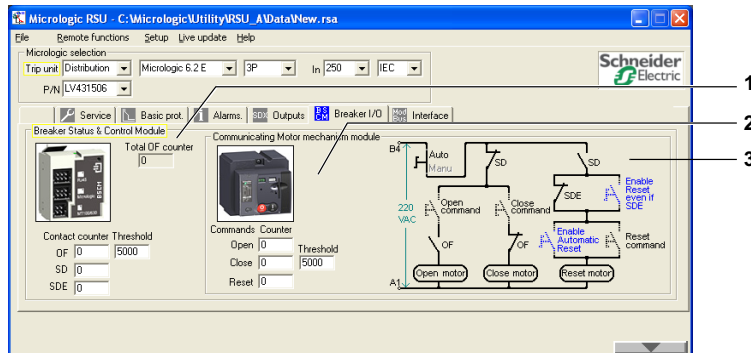 Micrologic RSU - C:\Micrologic\Utility\RSU_A\Data\New.rsa
File Remote functions Setup Live update Help
Micrologic selection
Trip unit Distribution Micrologic 6.2 E 3P In 250 IEC
P/N LV431506
Schneider
Electric
Service Basic prot. Alarms. SDX Outputs BSCM Breaker I/O Mod Bus Interface
1
2
3
Breaker Status & Control Module
Total OF counter
0
Contact counter Threshold
OF 0 5000
SD 0
SDE 0
Communicating Motor mechanism module
Commands Counter
Threshold
Open 0
Close 0 5000
Reset 0
B4
Auto
Manu
SD
SD
220
VAC
Open
command
Close
command
SDE
Enable
Reset
even if
SDE
OF
OF
Enable
Automatic
Reset
Reset
command
A1
Open motor
Close motor
Reset motor